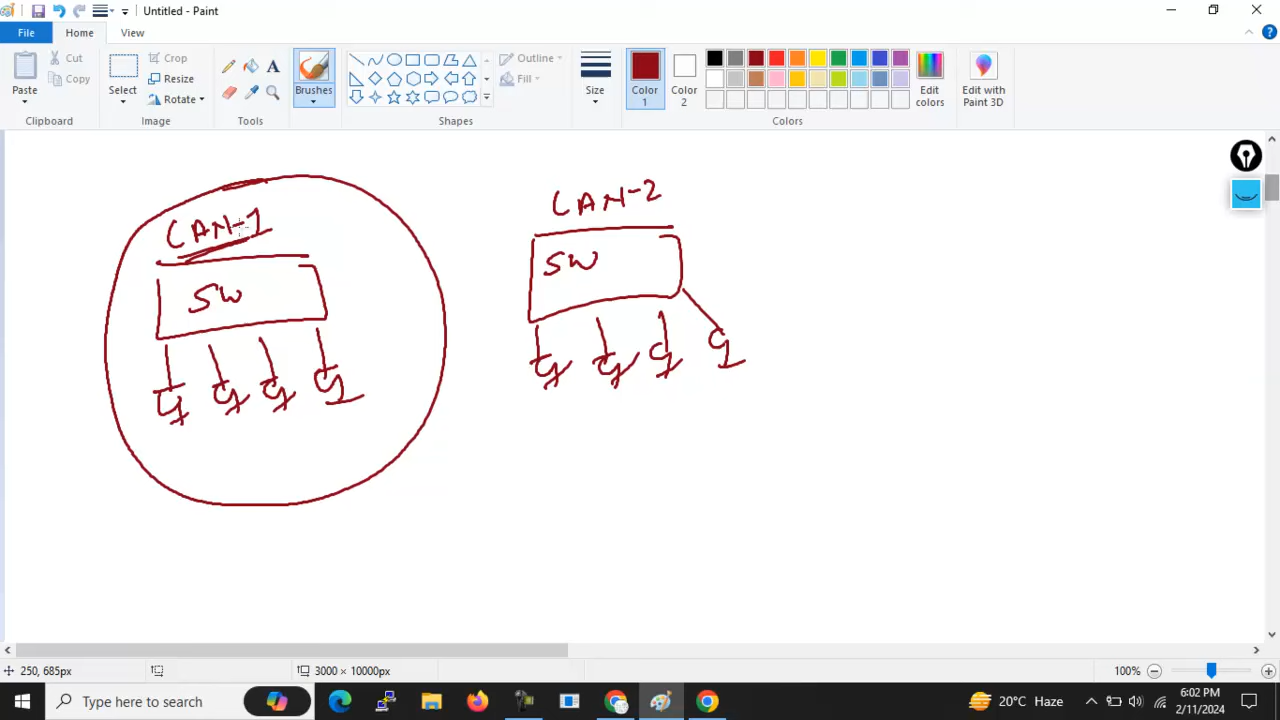 Untitled - Paint
File
Home
View
Paste
Cut
Copy
Clipboard
Select
Crop
Resize
Rotate
Image
Tools
Brushes
Shapes
Outline
Fill
Size
Color 1
Color 2
Edit colors
Colors
Edit with Paint 3D
CAN-1
SW
CAN-2
SW
250, 685px
3000 × 10000px
100%
Type here to search
20°C Haze
6:02 PM
2/11/2024